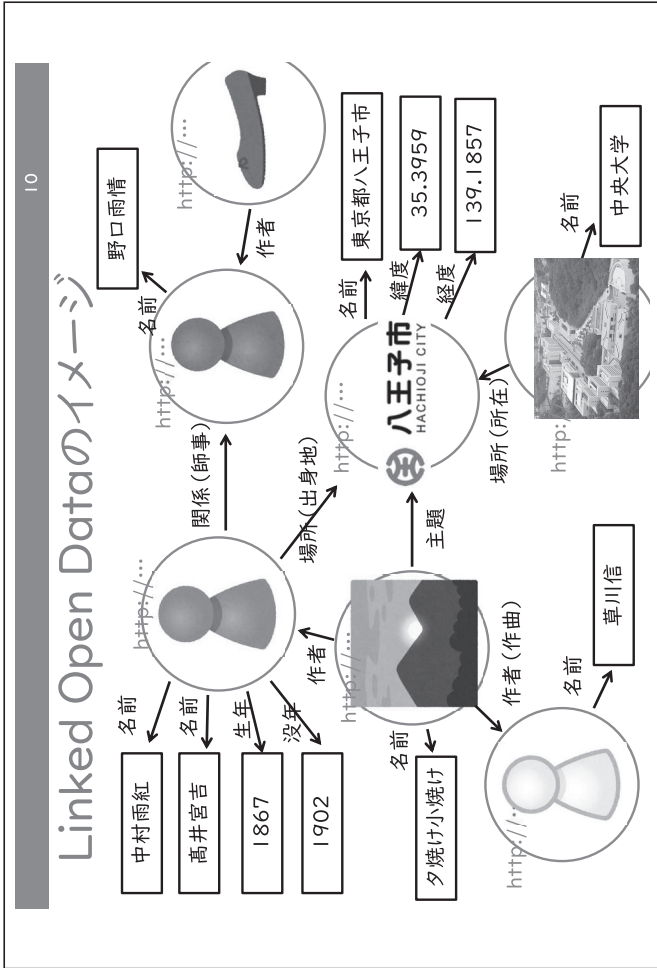 10
Linked Open Dataのイメージ
中村雨紅
髙井宮吉
1867
1902
名前
名前
生年
没年
http://…
関係(師事)
http://…
名前
野口雨情
作者
http://…
作者
場所(出身地)
夕焼け小焼け
名前
http://…
主題
http://…
八王子市
HACHIOJI CITY
名前
東京都八王子市
緯度
35.3959
経度
139.1857
作者(作曲)
http://…
名前
草川信
場所(所在)
http://…
名前
中央大学